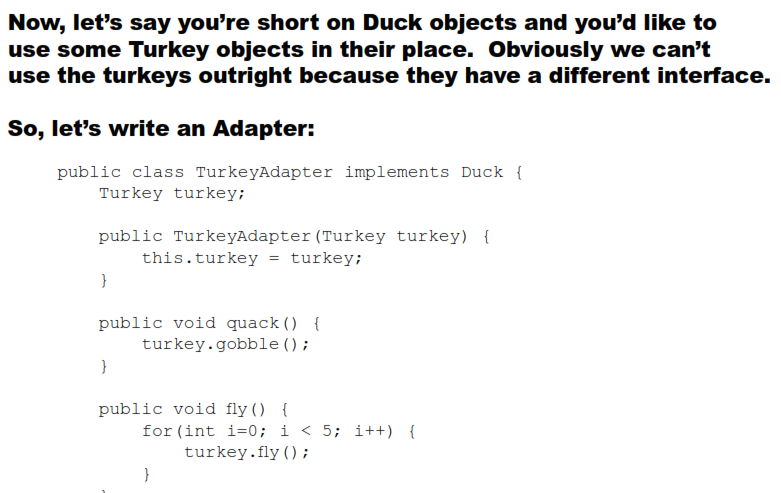 Now, let’s say you’re short on Duck objects and you’d like to
use some Turkey objects in their place.  Obviously we can’t
use the turkeys outright because they have a different interface.
So, let’s write an Adapter:
public class TurkeyAdapter implements Duck {
Turkey turkey;
public TurkeyAdapter(Turkey turkey) {
this.turkey = turkey;
}
public void quack() {
turkey.gobble();
}
public void fly() {
for(int i=0; i < 5; i++) {
turkey.fly();
}